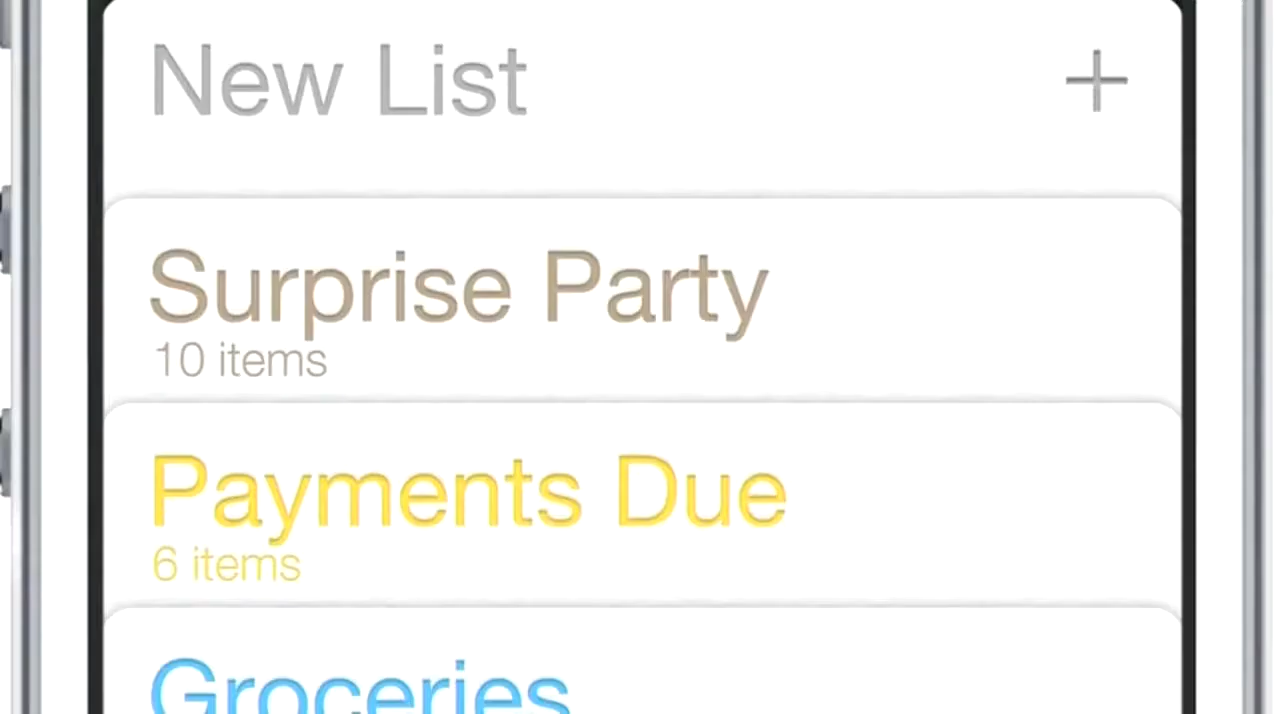 New List +
Surprise Party
10 items
Payments Due
6 items
Groceries